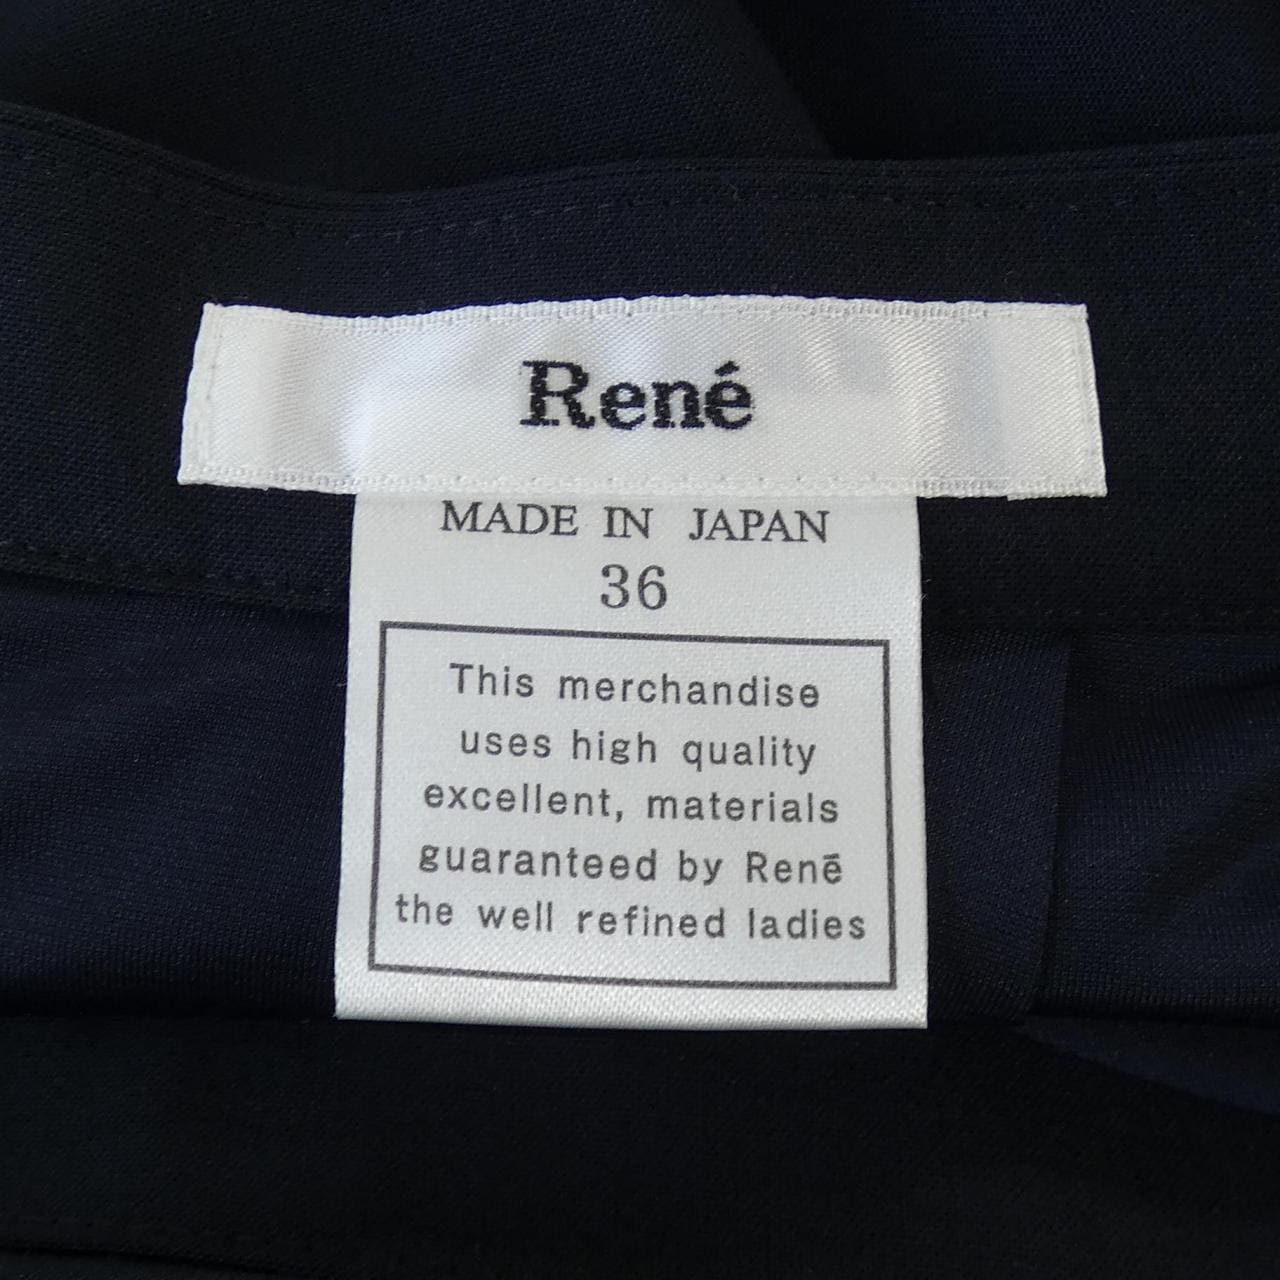 René
MADE IN JAPAN
36
This merchandise
uses high quality
excellent, materials
guaranteed by Renē
the well refined ladies